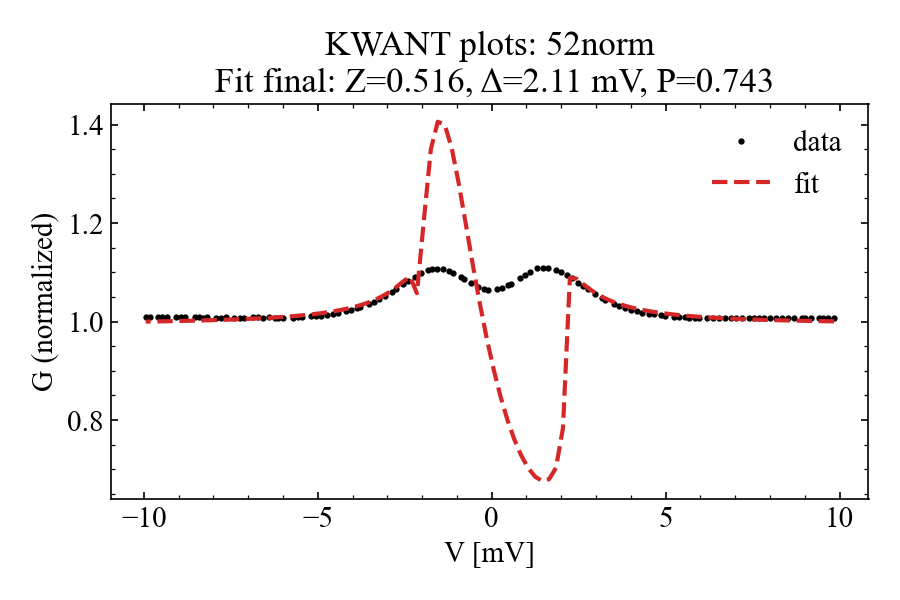 KWANT plots: 52norm
Fit final: Z=0.516, Δ=2.11 mV, P=0.743
1.4
1.2
1.0
0.8
G (normalized)
data
fit
−10
−5
0
5
10
V [mV]